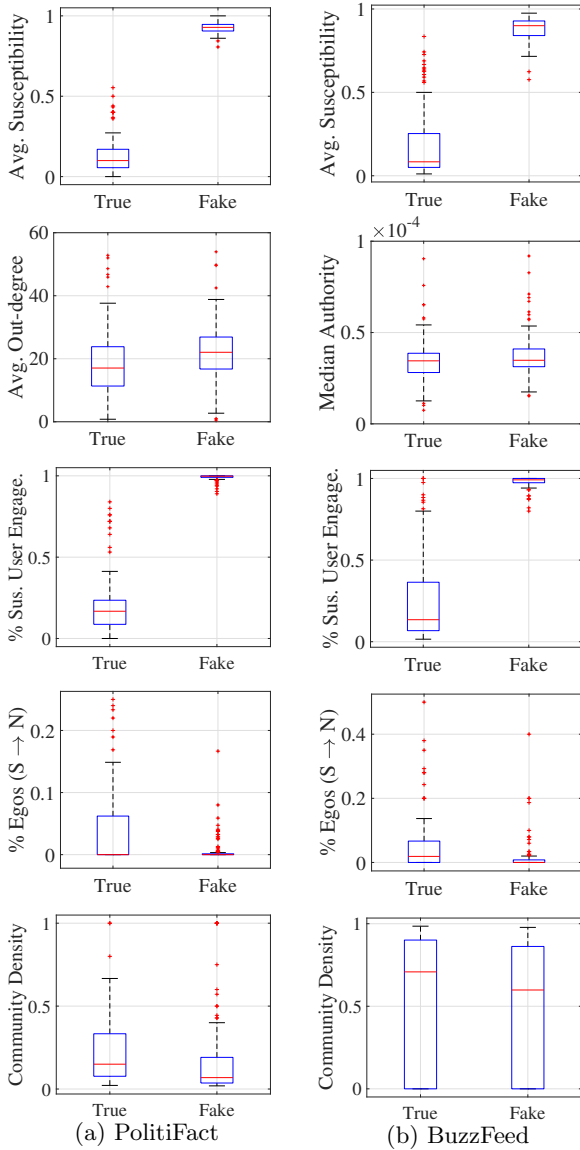 Avg. Susceptibility
1
0.5
0
True Fake
Avg. Susceptibility
1
0.5
0
True Fake
Avg. Out-degree
60
40
20
0
True Fake
Median Authority
×10⁻⁴
1
0.5
0
True Fake
% Sus. User Engage.
1
0.5
0
True Fake
% Sus. User Engage.
1
0.5
0
True Fake
% Egos (S → N)
0.2
0.1
0
True Fake
% Egos (S → N)
0.4
0.2
0
True Fake
Community Density
1
0.5
0
True Fake
(a) PolitiFact
Community Density
1
0.5
0
True Fake
(b) BuzzFeed